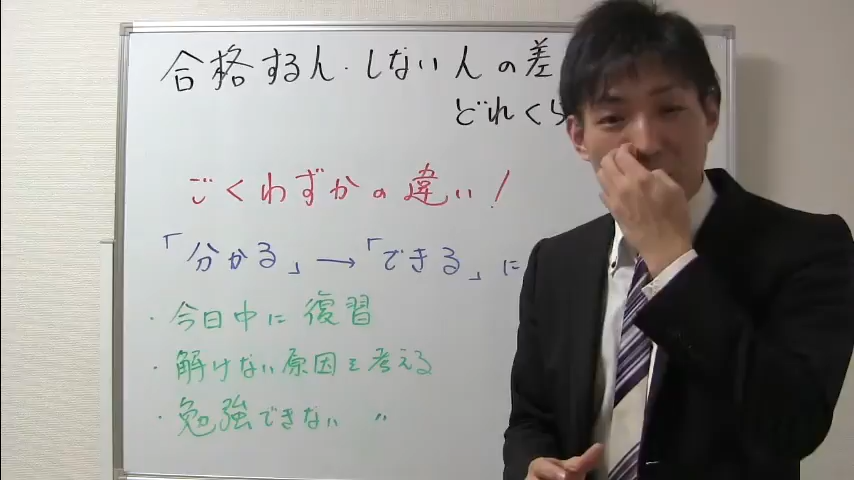 合格する人・しない人の差
どれくら
ごくわずかの違い!
「分かる」→「できる」に
・今日中に復習
・解けない原因を考える
・勉強できない 〃